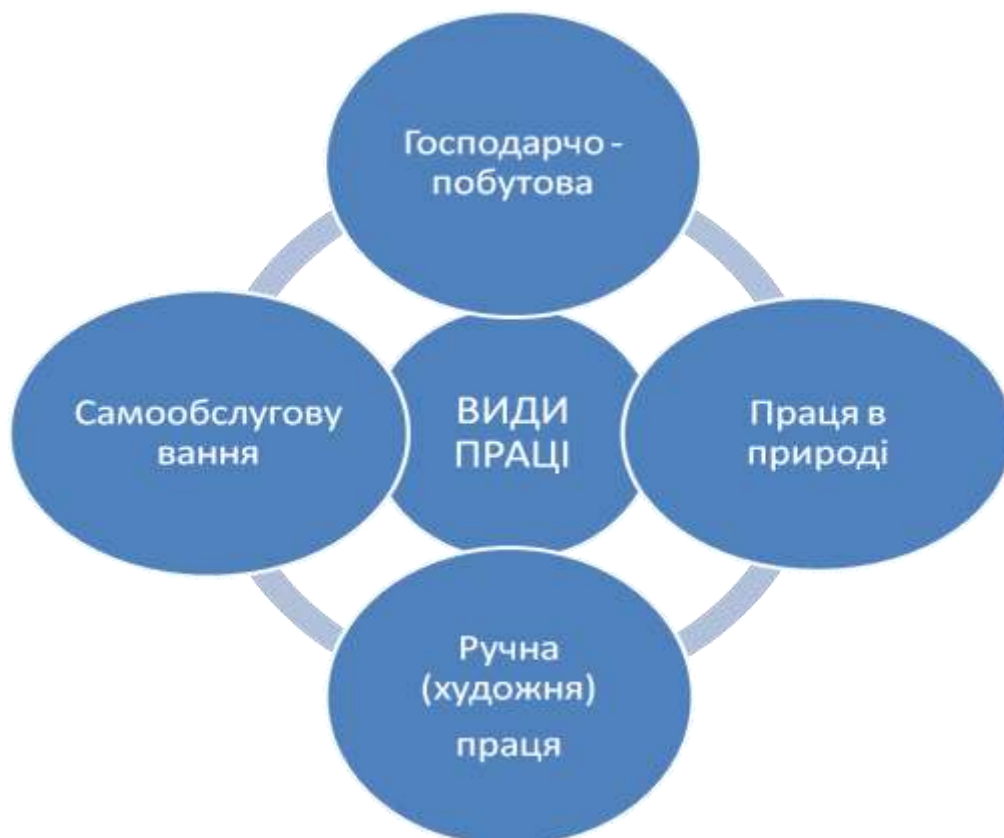 Господарчо -
побутова
Самообслугову
вання
ВИДИ
ПРАЦІ
Праця в
природі
Ручна
(художня)
праця